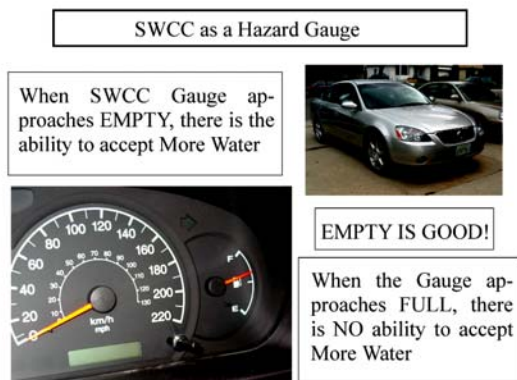 SWCC as a Hazard Gauge
When SWCC Gauge ap-
proaches EMPTY, there is the
ability to accept More Water
EMPTY IS GOOD!
When the Gauge ap-
proaches FULL, there
is NO ability to accept
More Water
0
20
40
60
80
100
120
140
160
180
200
220
km/h
mph
F
E